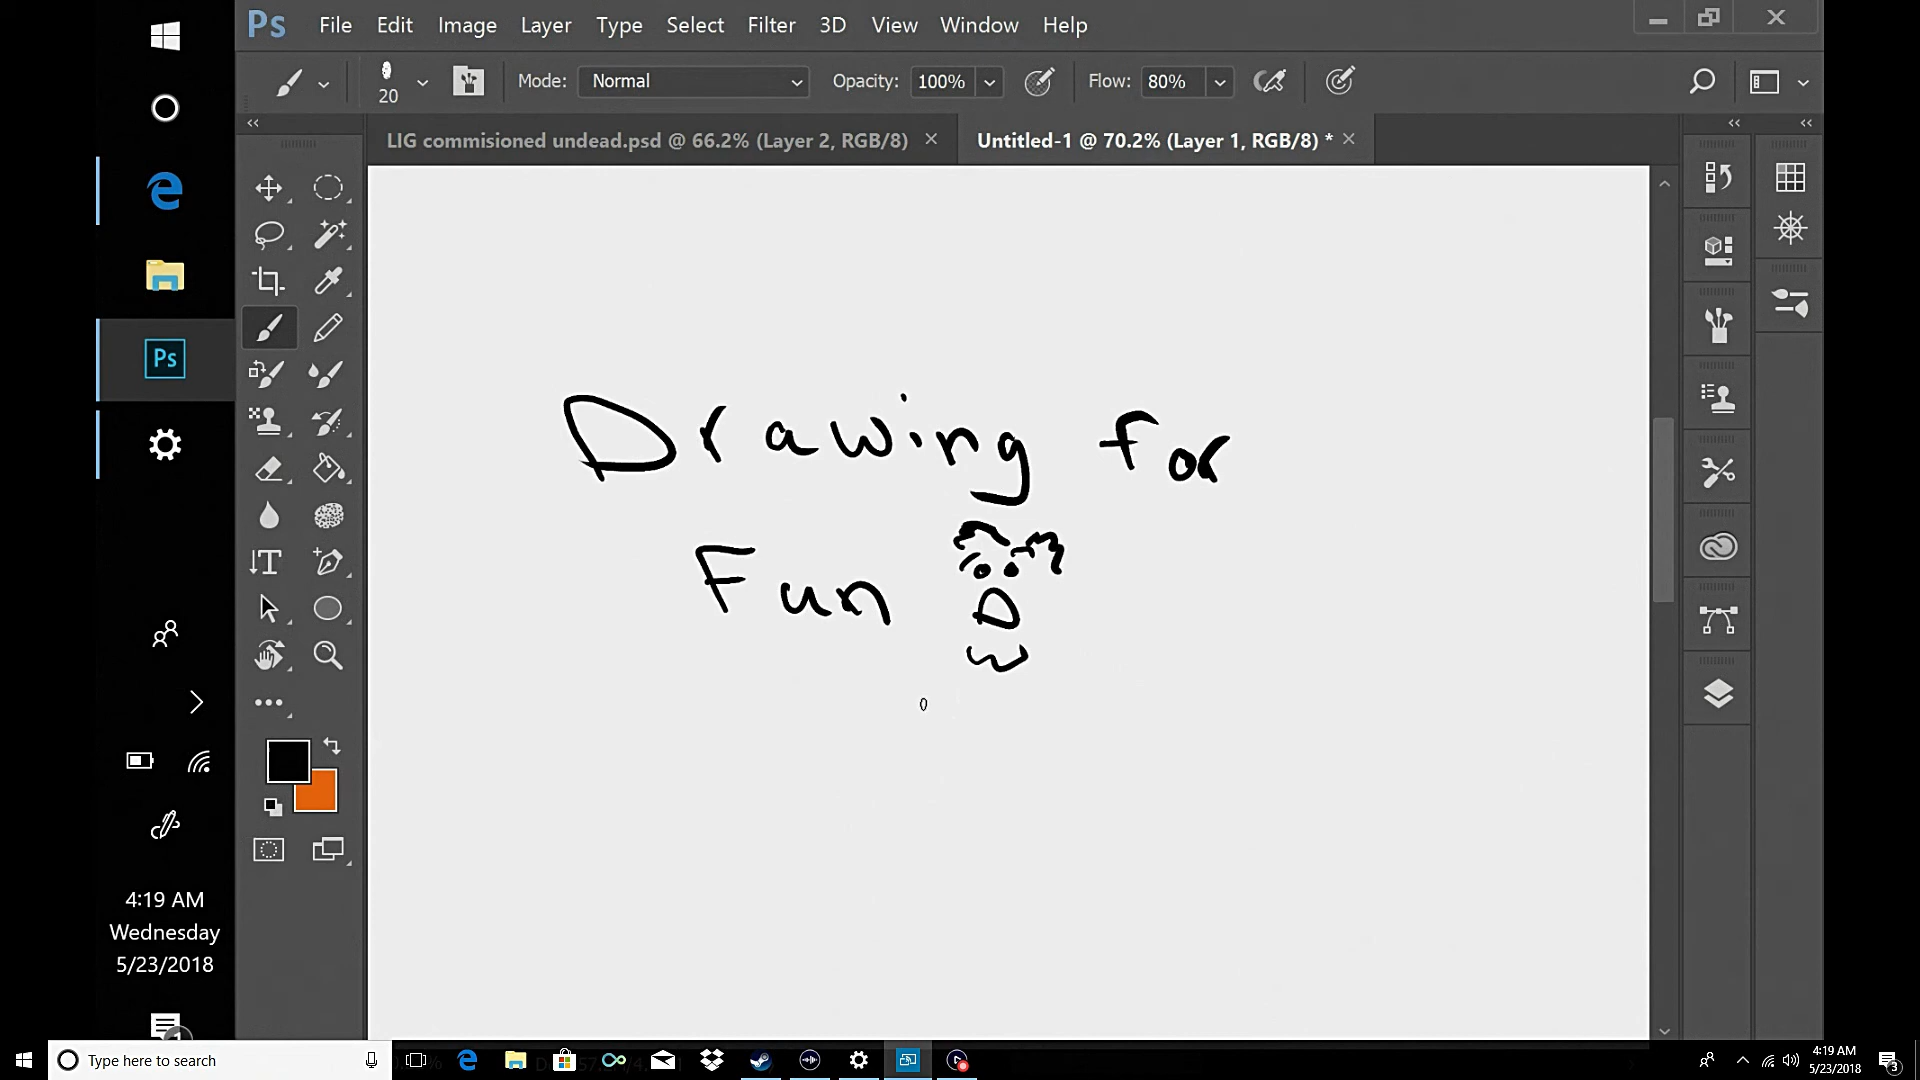 Ps File Edit Image Layer Type Select Filter 3D View Window Help
20 Mode: Normal Opacity: 100% Flow: 80%
LIG commisioned undead.psd @ 66.2% (Layer 2, RGB/8) Untitled-1 @ 70.2% (Layer 1, RGB/8) *
Ps
Drawing for
Fun
4:19 AM
Wednesday
5/23/2018
Type here to search
4:19 AM
5/23/2018
3